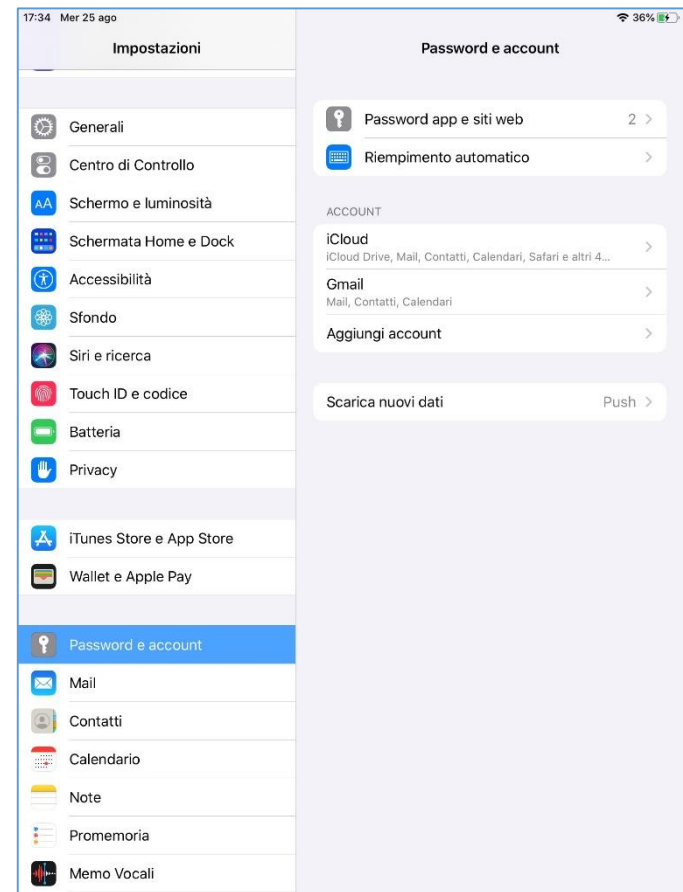 17:34 Mer 25 ago
36%
Impostazioni
Generali
Centro di Controllo
AA Schermo e luminosità
Schermata Home e Dock
Accessibilità
Sfondo
Siri e ricerca
Touch ID e codice
Batteria
Privacy
iTunes Store e App Store
Wallet e Apple Pay
Password e account
Mail
Contatti
Calendario
Note
Promemoria
Memo Vocali
Password e account
Password app e siti web 2
Riempimento automatico
ACCOUNT
iCloud
iCloud Drive, Mail, Contatti, Calendari, Safari e altri 4...
Gmail
Mail, Contatti, Calendari
Aggiungi account
Scarica nuovi dati Push